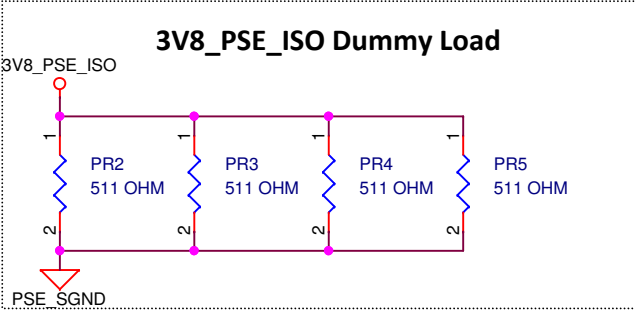 3V8_PSE_ISO Dummy Load
3V8_PSE_ISO
1 1 1 1
PR2 PR3 PR4 PR5
511 OHM 511 OHM 511 OHM 511 OHM
2 2 2 2
PSE_SGND